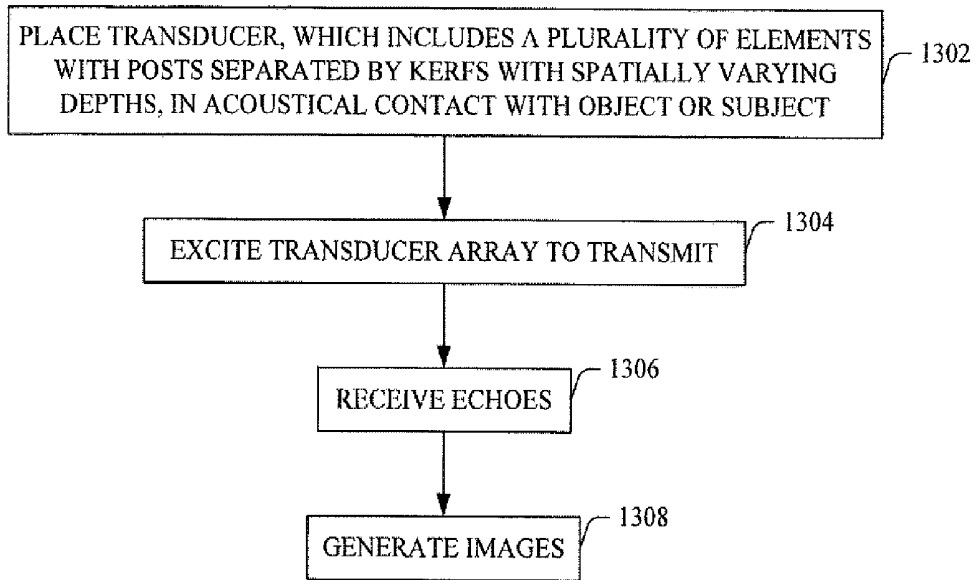 PLACE TRANSDUCER, WHICH INCLUDES A PLURALITY OF ELEMENTS
WITH POSTS SEPARATED BY KERFS WITH SPATIALLY VARYING
DEPTHS, IN ACOUSTICAL CONTACT WITH OBJECT OR SUBJECT
1302
EXCITE TRANSDUCER ARRAY TO TRANSMIT
1304
RECEIVE ECHOES
1306
GENERATE IMAGES
1308